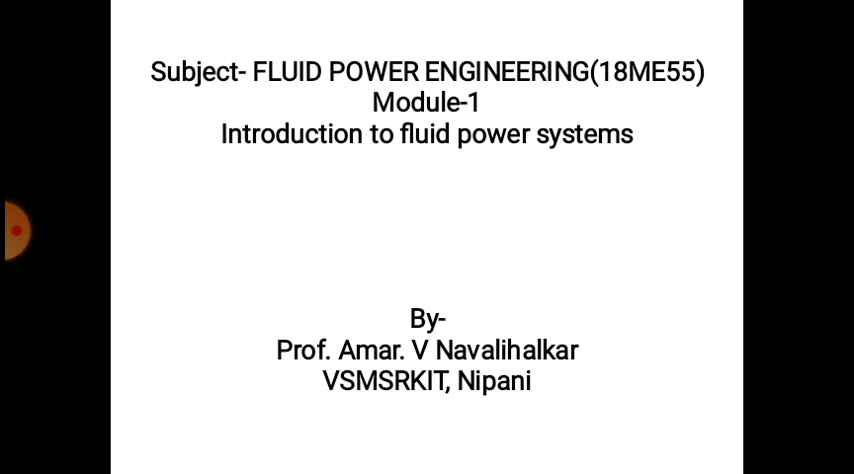 Subject- FLUID POWER ENGINEERING(18ME55)
Module-1
Introduction to fluid power systems
By-
Prof. Amar. V Navalihalkar
VSMSRKIT, Nipani